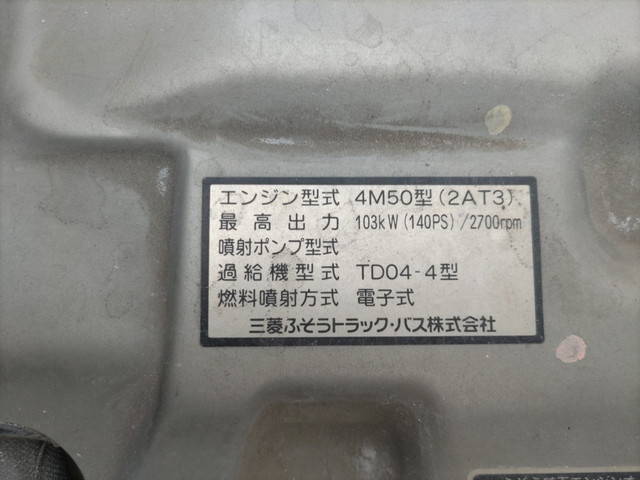 エンジン型式 4M50型(2AT3)
最高出力 103kW(140PS)/2700rpm
噴射ポンプ型式
過給機型式 TD04-4型
燃料噴射方式 電子式
三菱ふそうトラック・バス株式会社